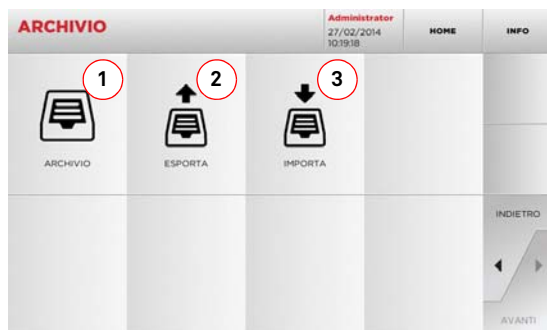 ARCHIVIO
Administrator
27/02/2014
10:19:18
HOME
INFO
1
2
3
ARCHIVIO
ESPORTA
IMPORTA
INDIETRO
AVANTI